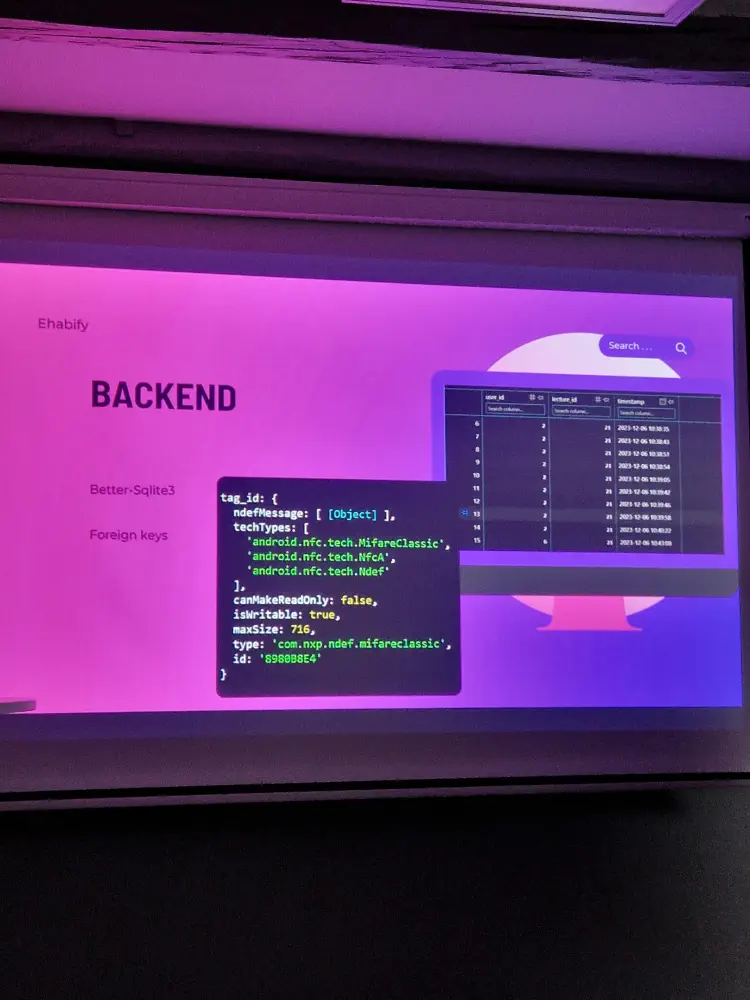 Ehabify
Search . . .
BACKEND
Better-Sqlite3
Foreign keys
tag_id: {
ndefMessage: [ [Object] ],
techTypes: [
'android.nfc.tech.MifareClassic',
'android.nfc.tech.NfcA',
'android.nfc.tech.Ndef'
],
canMakeReadOnly: false,
isWritable: true,
maxSize: 716,
type: 'com.nxp.ndef.mifareclassic',
id: '8980B8E4'
}
user_id lecture_id timestamp
Search column... Search column... Search column...
6 2 21 2023-12-06 10:38:35
7 2 21 2023-12-06 10:38:43
8 2 21 2023-12-06 10:38:51
9 2 21 2023-12-06 10:38:54
10 2 21 2023-12-06 10:39:05
11 2 21 2023-12-06 10:39:42
12 2 21 2023-12-06 10:39:46
13 2 21 2023-12-06 10:39:58
14 2 21 2023-12-06 10:40:22
15 6 21 2023-12-06 10:43:08